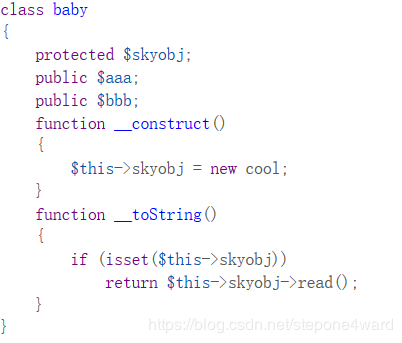 class baby
{
    protected $skyobj;
    public $aaa;
    public $bbb;
    function __construct()
    {
        $this->skyobj = new cool;
    }
    function __toString()
    {
        if (isset($this->skyobj))
            return $this->skyobj->read();
    }
}
https://blog.csdn.net/stepone4ward